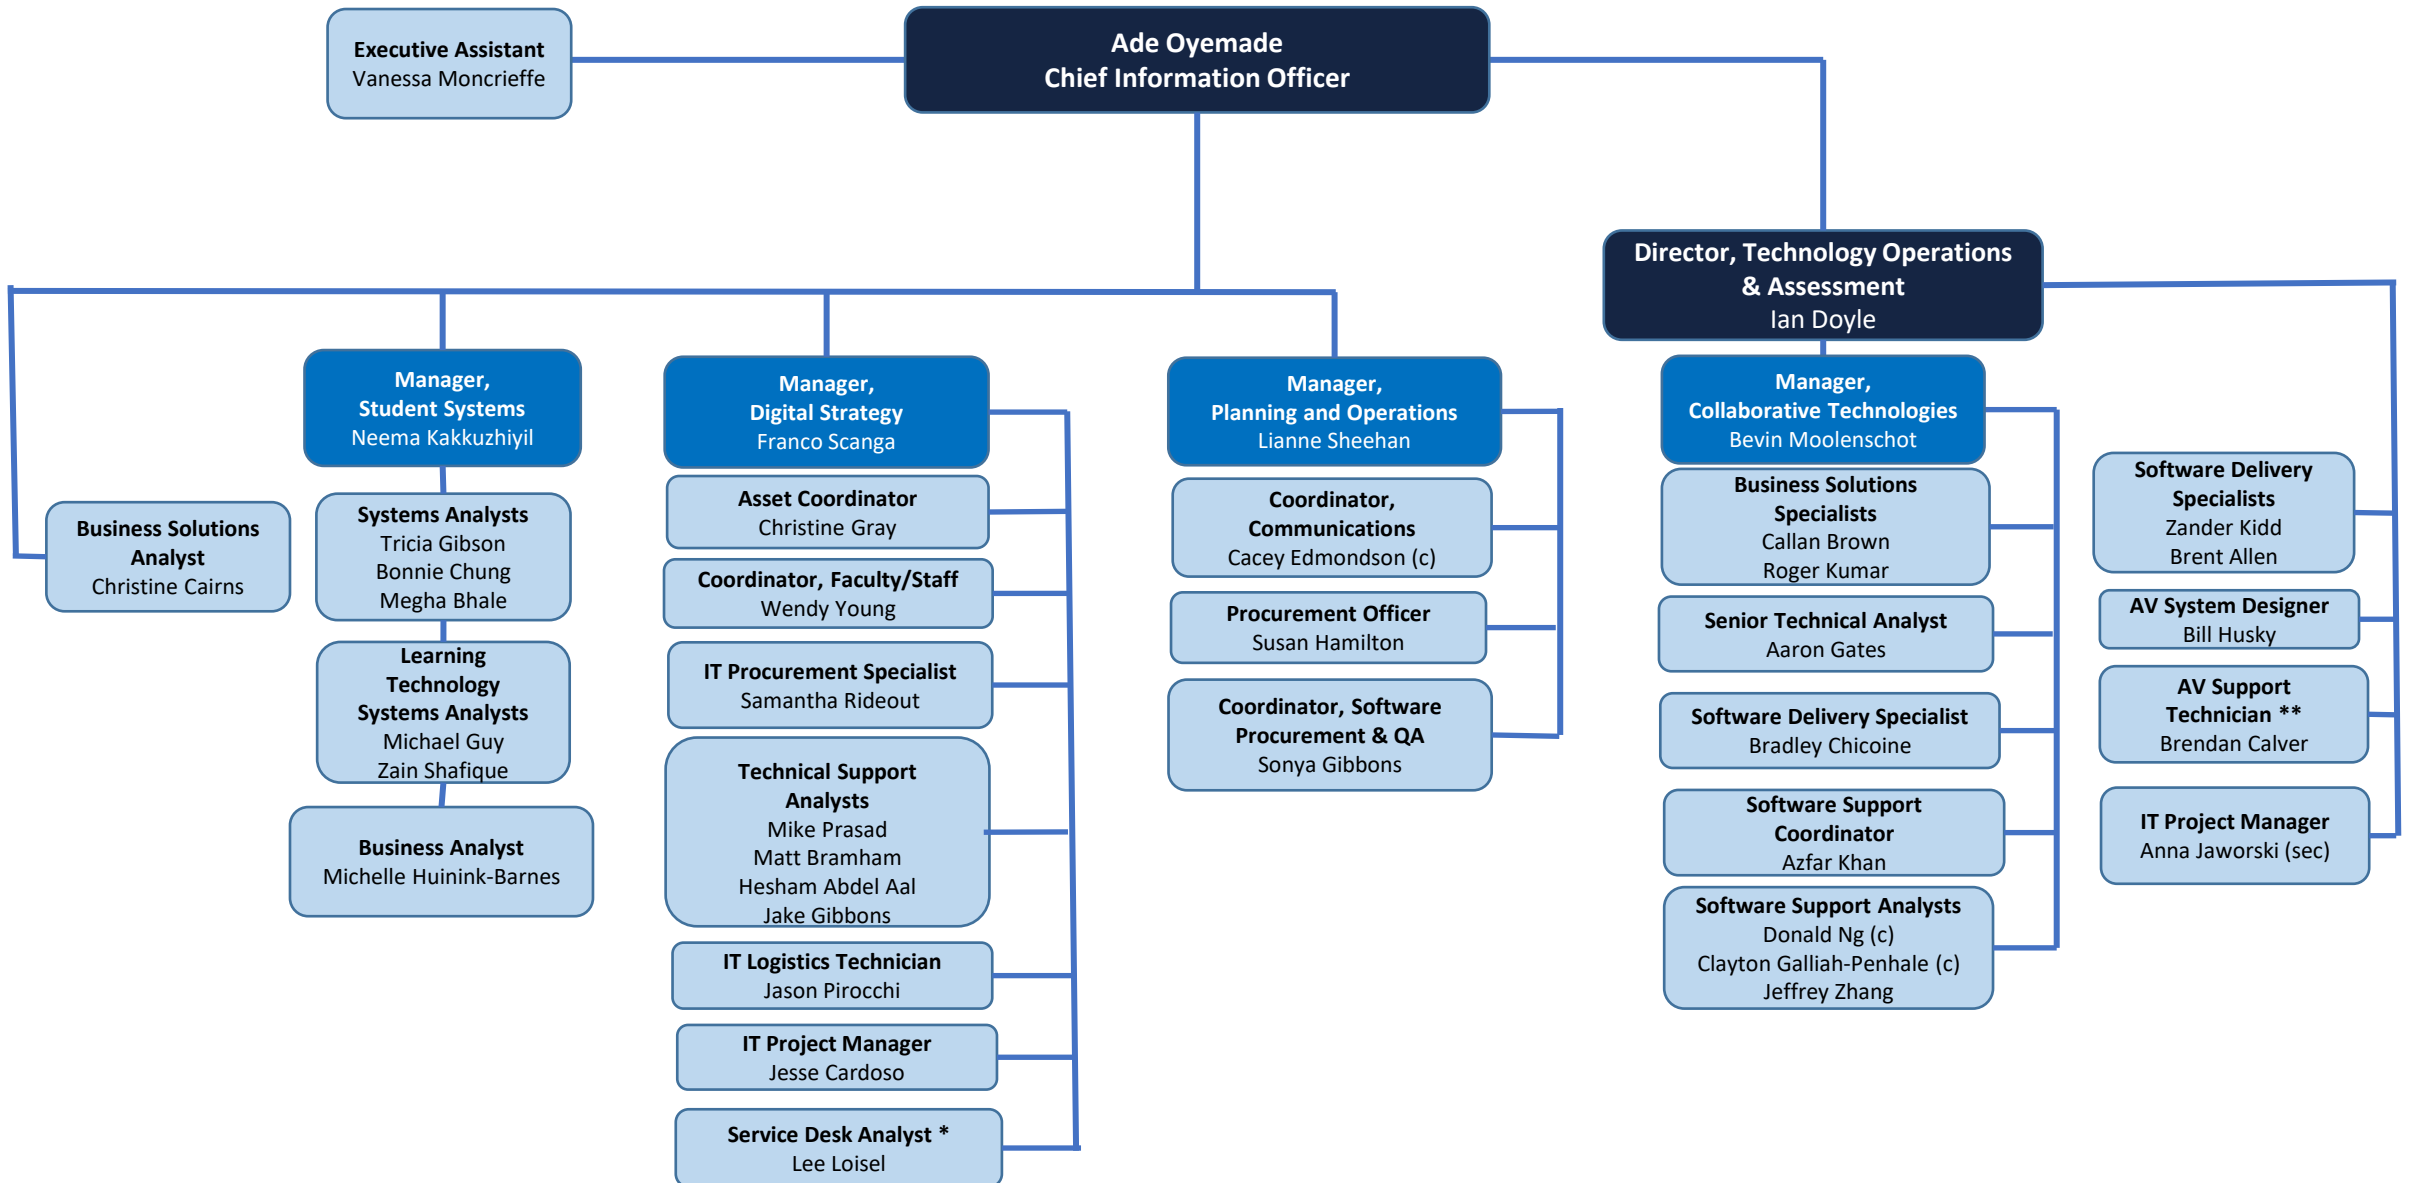 Executive Assistant
Vanessa Moncrieffe
Ade Oyemade
Chief Information Officer
Director, Technology Operations
& Assessment
Ian Doyle
Business Solutions
Analyst
Christine Cairns
Manager,
Student Systems
Neema Kakkuzhiyil
Systems Analysts
Tricia Gibson
Bonnie Chung
Megha Bhale
Learning
Technology
Systems Analysts
Michael Guy
Zain Shafique
Business Analyst
Michelle Huinink-Barnes
Manager,
Digital Strategy
Franco Scanga
Asset Coordinator
Christine Gray
Coordinator, Faculty/Staff
Wendy Young
IT Procurement Specialist
Samantha Rideout
Technical Support
Analysts
Mike Prasad
Matt Bramham
Hesham Abdel Aal
Jake Gibbons
IT Logistics Technician
Jason Pirocchi
IT Project Manager
Jesse Cardoso
Service Desk Analyst *
Lee Loisel
Manager,
Planning and Operations
Lianne Sheehan
Coordinator,
Communications
Cacey Edmondson (c)
Procurement Officer
Susan Hamilton
Coordinator, Software
Procurement & QA
Sonya Gibbons
Manager,
Collaborative Technologies
Bevin Moolenschot
Business Solutions
Specialists
Callan Brown
Roger Kumar
Senior Technical Analyst
Aaron Gates
Software Delivery Specialist
Bradley Chicoine
Software Support
Coordinator
Azfar Khan
Software Support Analysts
Donald Ng (c)
Clayton Galliah-Penhale (c)
Jeffrey Zhang
Software Delivery
Specialists
Zander Kidd
Brent Allen
AV System Designer
Bill Husky
AV Support
Technician **
Brendan Calver
IT Project Manager
Anna Jaworski (sec)